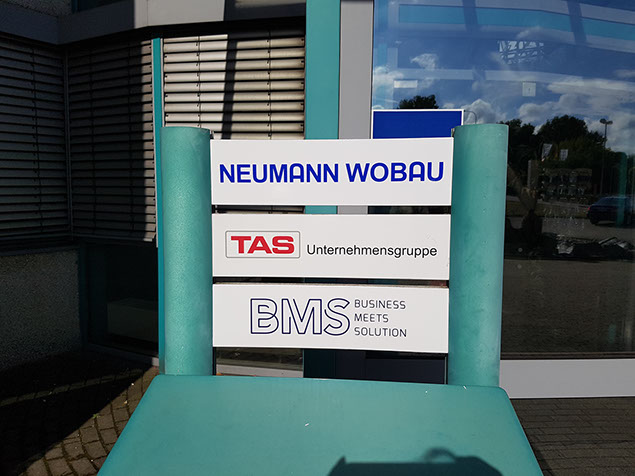 NEUMANN WOBAU
TAS Unternehmensgruppe
BMS BUSINESS
MEETS
SOLUTION